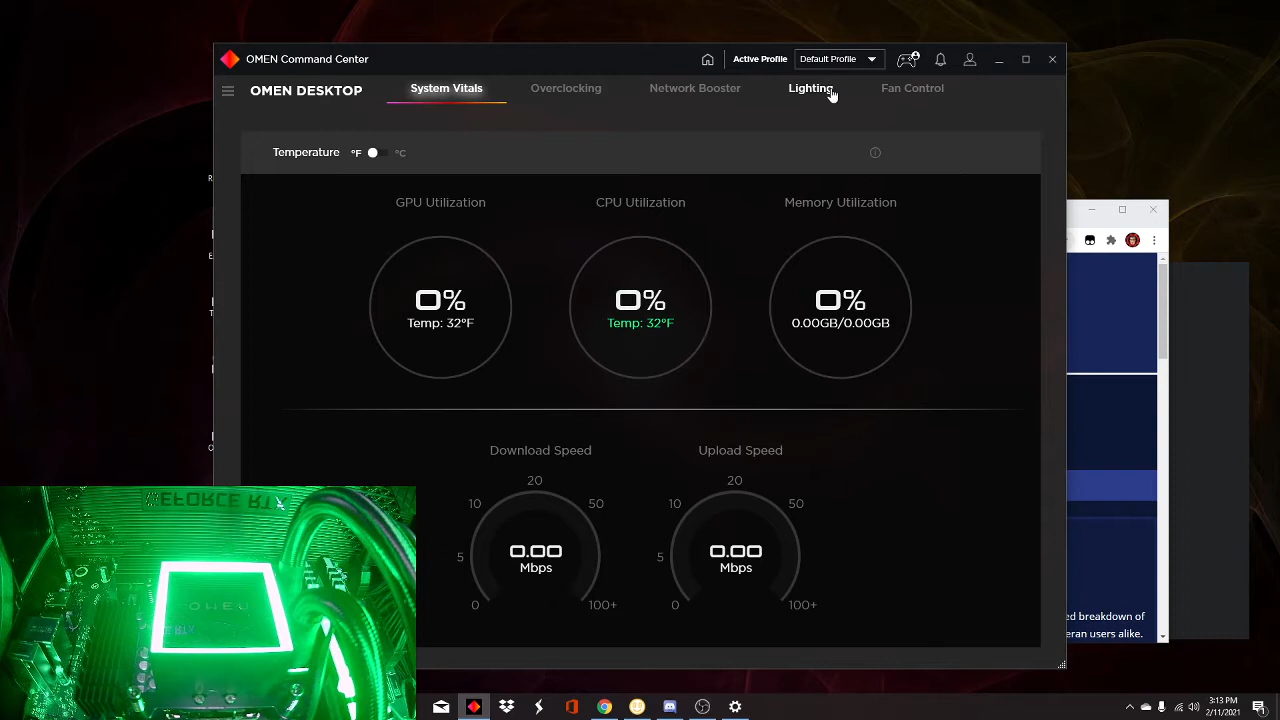 OMEN Command Center
Active Profile
Default Profile
OMEN DESKTOP
System Vitals
Overclocking
Network Booster
Lighting
Fan Control
Temperature
°F
°C
GPU Utilization
CPU Utilization
Memory Utilization
0%
Temp: 32°F
0%
Temp: 32°F
0%
0.00GB/0.00GB
Download Speed
Upload Speed
0
5
10
20
50
100+
0.00
Mbps
0
5
10
20
50
100+
0.00
Mbps
ed breakdown of
eran users alike.
GEFORCE RTX
OMEN
3:13 PM
2/11/2021